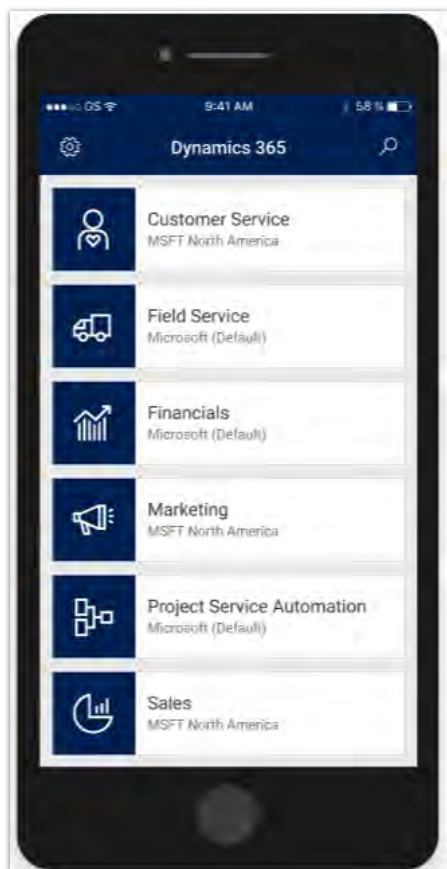 GS 9:41 AM 58%
Dynamics 365
Customer Service
MSFT North America
Field Service
Microsoft (Default)
Financials
Microsoft (Default)
Marketing
MSFT North America
Project Service Automation
Microsoft (Default)
Sales
MSFT North America